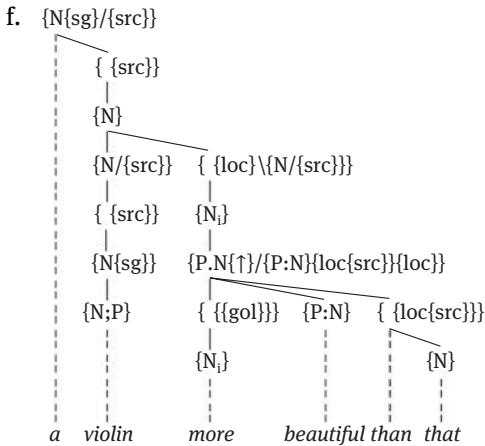 f. {N{sg}/{src}}
{ {src}}
{N}
{N/{src}} { {loc}\{N/{src}}}
{ {src}} {Nᵢ}
{N{sg}} {P.N{↑}/{P:N}{loc{src}}{loc}}
{N;P} { {{gol}}} {P:N} { {loc{src}}}
{Nᵢ} {N}
a violin more beautiful than that